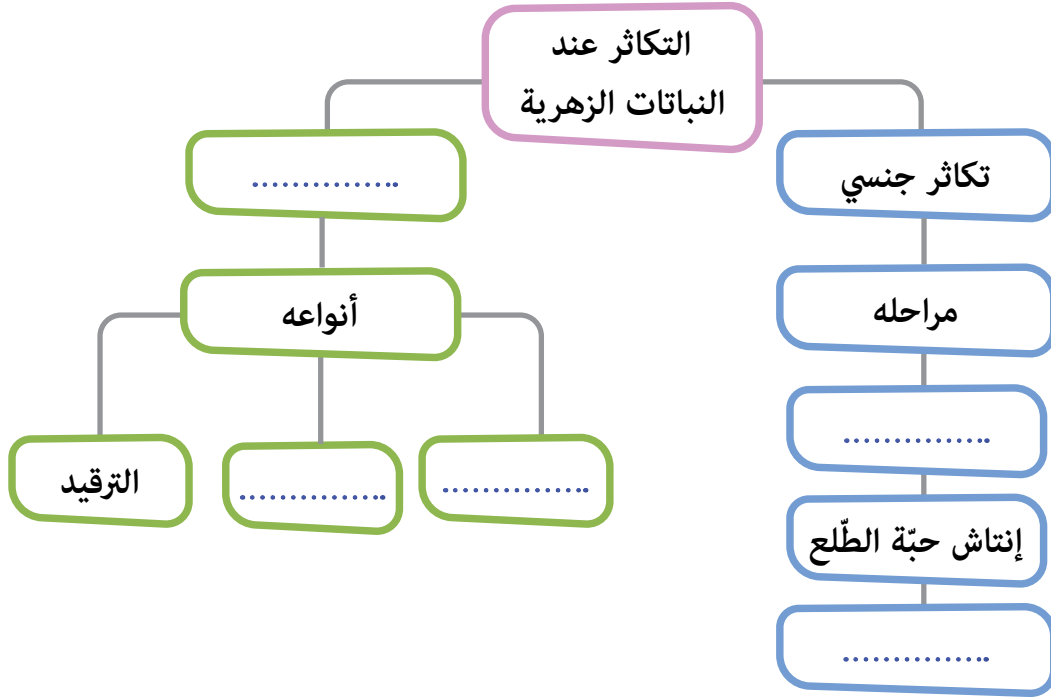 التكاثر عند
النباتات الزهرية
تكاثر جنسي
...............
مراحله
أنواعه
...............
...............
...............
الترقيد
إنتاش حبّة الطّلع
...............